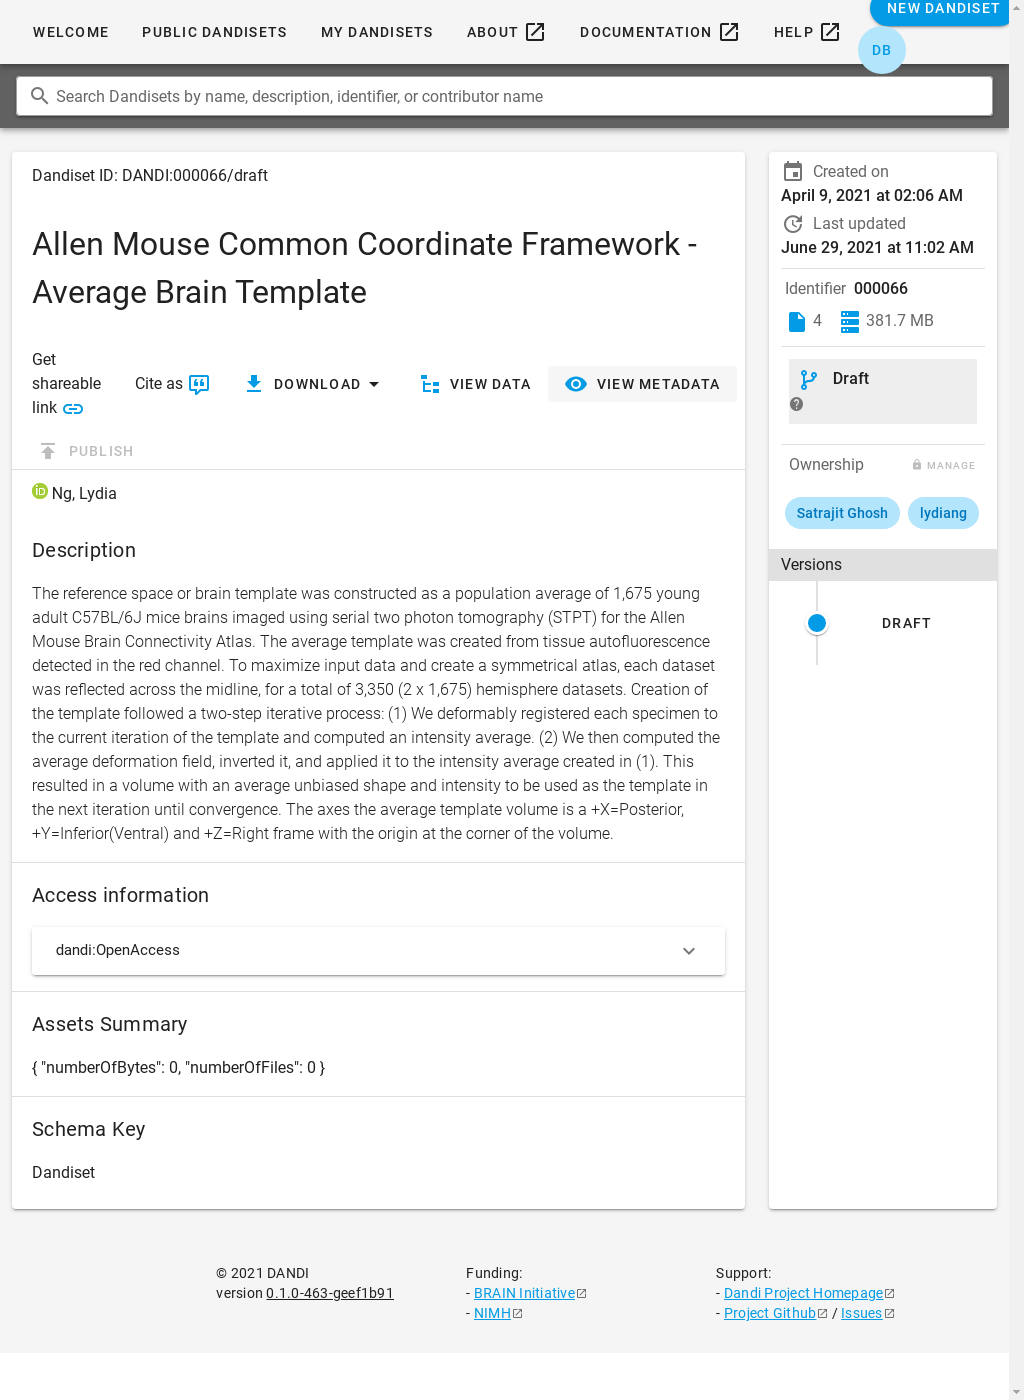 WELCOME PUBLIC DANDISETS MY DANDISETS ABOUT DOCUMENTATION HELP NEW DANDISET
DB
Search Dandisets by name, description, identifier, or contributor name
Dandiset ID: DANDI:000066/draft
Allen Mouse Common Coordinate Framework -
Average Brain Template
Get
shareable
link
Cite as
DOWNLOAD
VIEW DATA
VIEW METADATA
PUBLISH
iD Ng, Lydia
Description
The reference space or brain template was constructed as a population average of 1,675 young
adult C57BL/6J mice brains imaged using serial two photon tomography (STPT) for the Allen
Mouse Brain Connectivity Atlas. The average template was created from tissue autofluorescence
detected in the red channel. To maximize input data and create a symmetrical atlas, each dataset
was reflected across the midline, for a total of 3,350 (2 x 1,675) hemisphere datasets. Creation of
the template followed a two-step iterative process: (1) We deformably registered each specimen to
the current iteration of the template and computed an intensity average. (2) We then computed the
average deformation field, inverted it, and applied it to the intensity average created in (1). This
resulted in a volume with an average unbiased shape and intensity to be used as the template in
the next iteration until convergence. The axes the average template volume is a +X=Posterior,
+Y=Inferior(Ventral) and +Z=Right frame with the origin at the corner of the volume.
Access information
dandi:OpenAccess
Assets Summary
{ "numberOfBytes": 0, "numberOfFiles": 0 }
Schema Key
Dandiset
Created on
April 9, 2021 at 02:06 AM
Last updated
June 29, 2021 at 11:02 AM
Identifier 000066
4 381.7 MB
Draft
Ownership MANAGE
Satrajit Ghosh lydiang
Versions
DRAFT
© 2021 DANDI
version 0.1.0-463-geef1b91
Funding:
- BRAIN Initiative
- NIMH
Support:
- Dandi Project Homepage
- Project Github / Issues